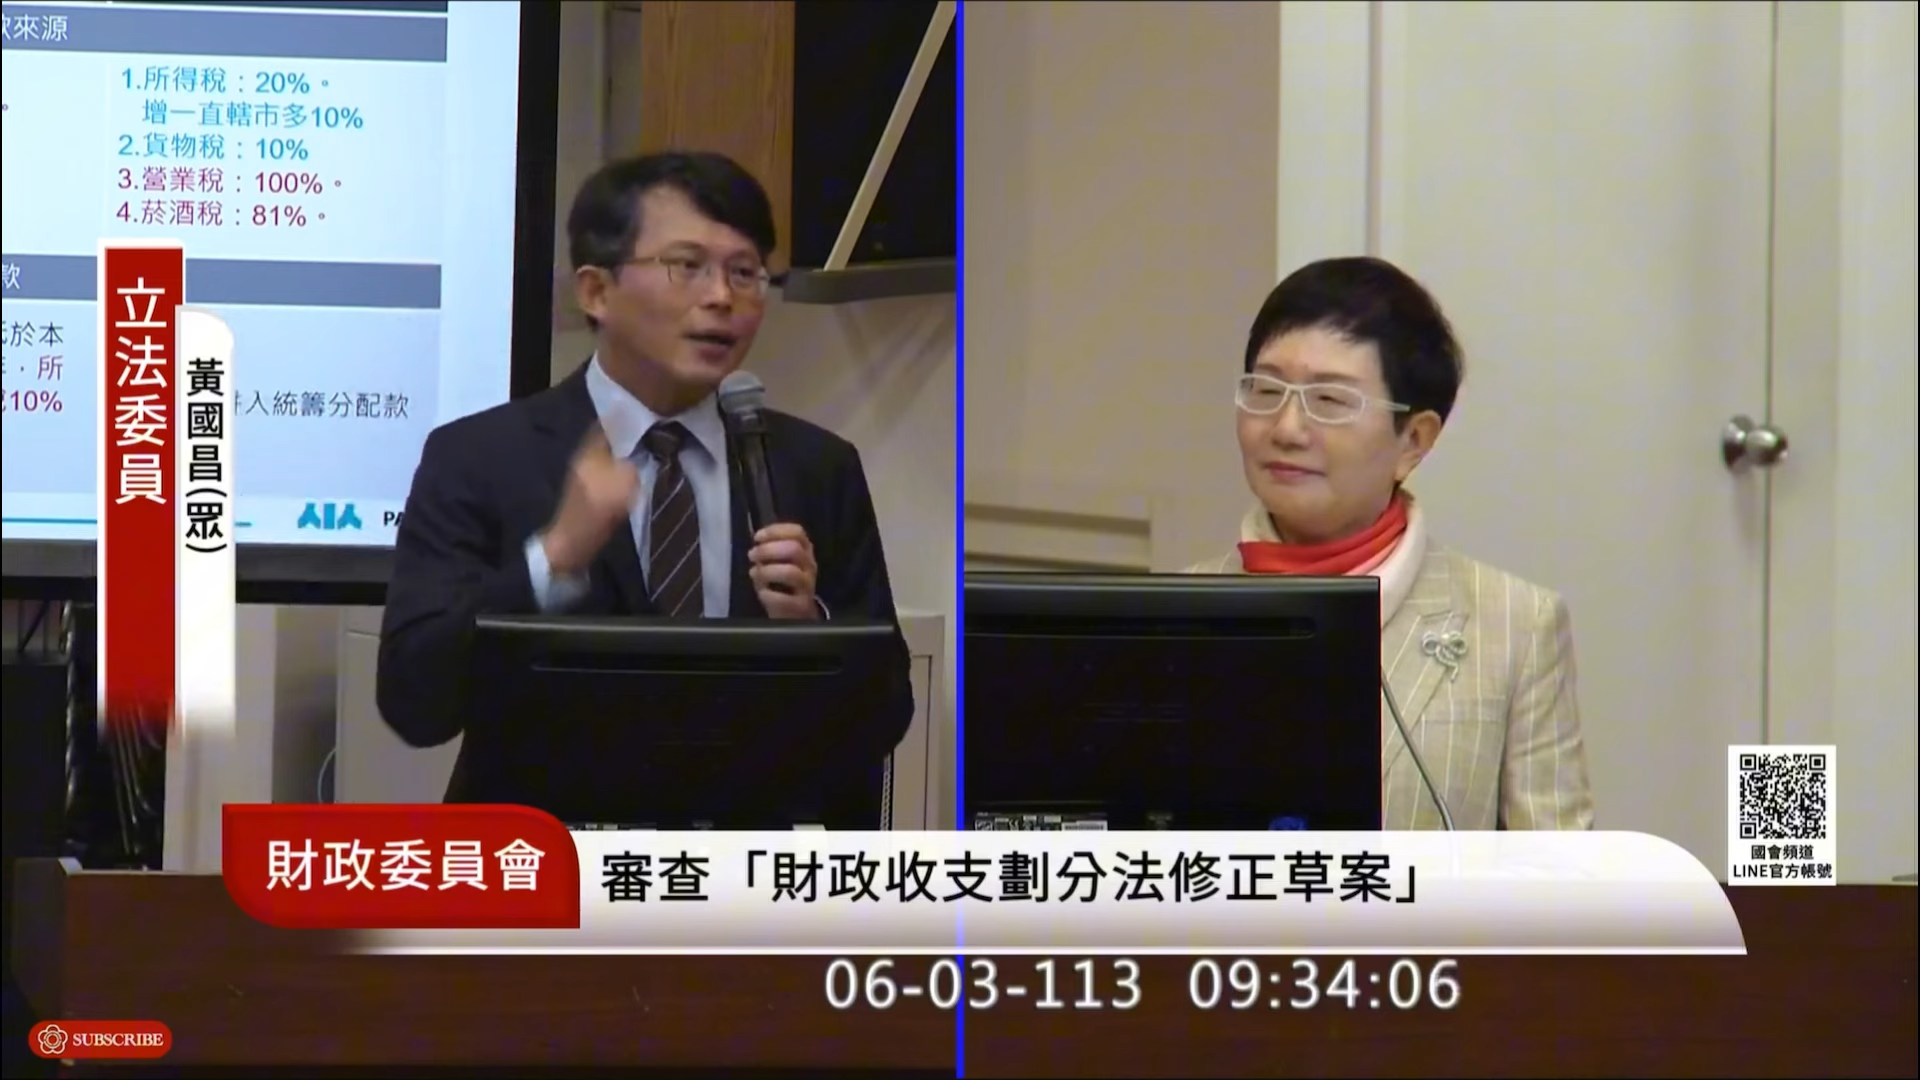 款來源
1.所得稅：20%。
增一直轄市多10%
2.貨物稅：10%
3.營業稅：100%。
4.菸酒稅：81%。
款
於本
，所
10%
入統籌分配款
PA
立法委員
黃國昌(眾)
財政委員會
審查「財政收支劃分法修正草案」
國會頻道
LINE官方帳號
06-03-113 09:34:06
SUBSCRIBE